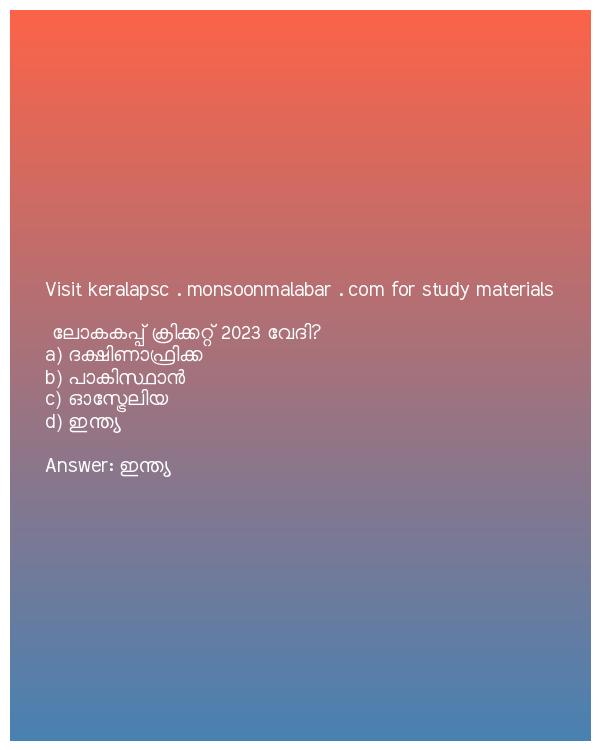 Visit keralapsc . monsoonmalabar . com for study materials
ലോകകപ്പ് ക്രിക്കറ്റ് 2023 വേദി?
a) ദക്ഷിണാഫ്രിക്ക
b) പാകിസ്ഥാൻ
c) ഓസ്ട്രേലിയ
d) ഇന്ത്യ
Answer: ഇന്ത്യ